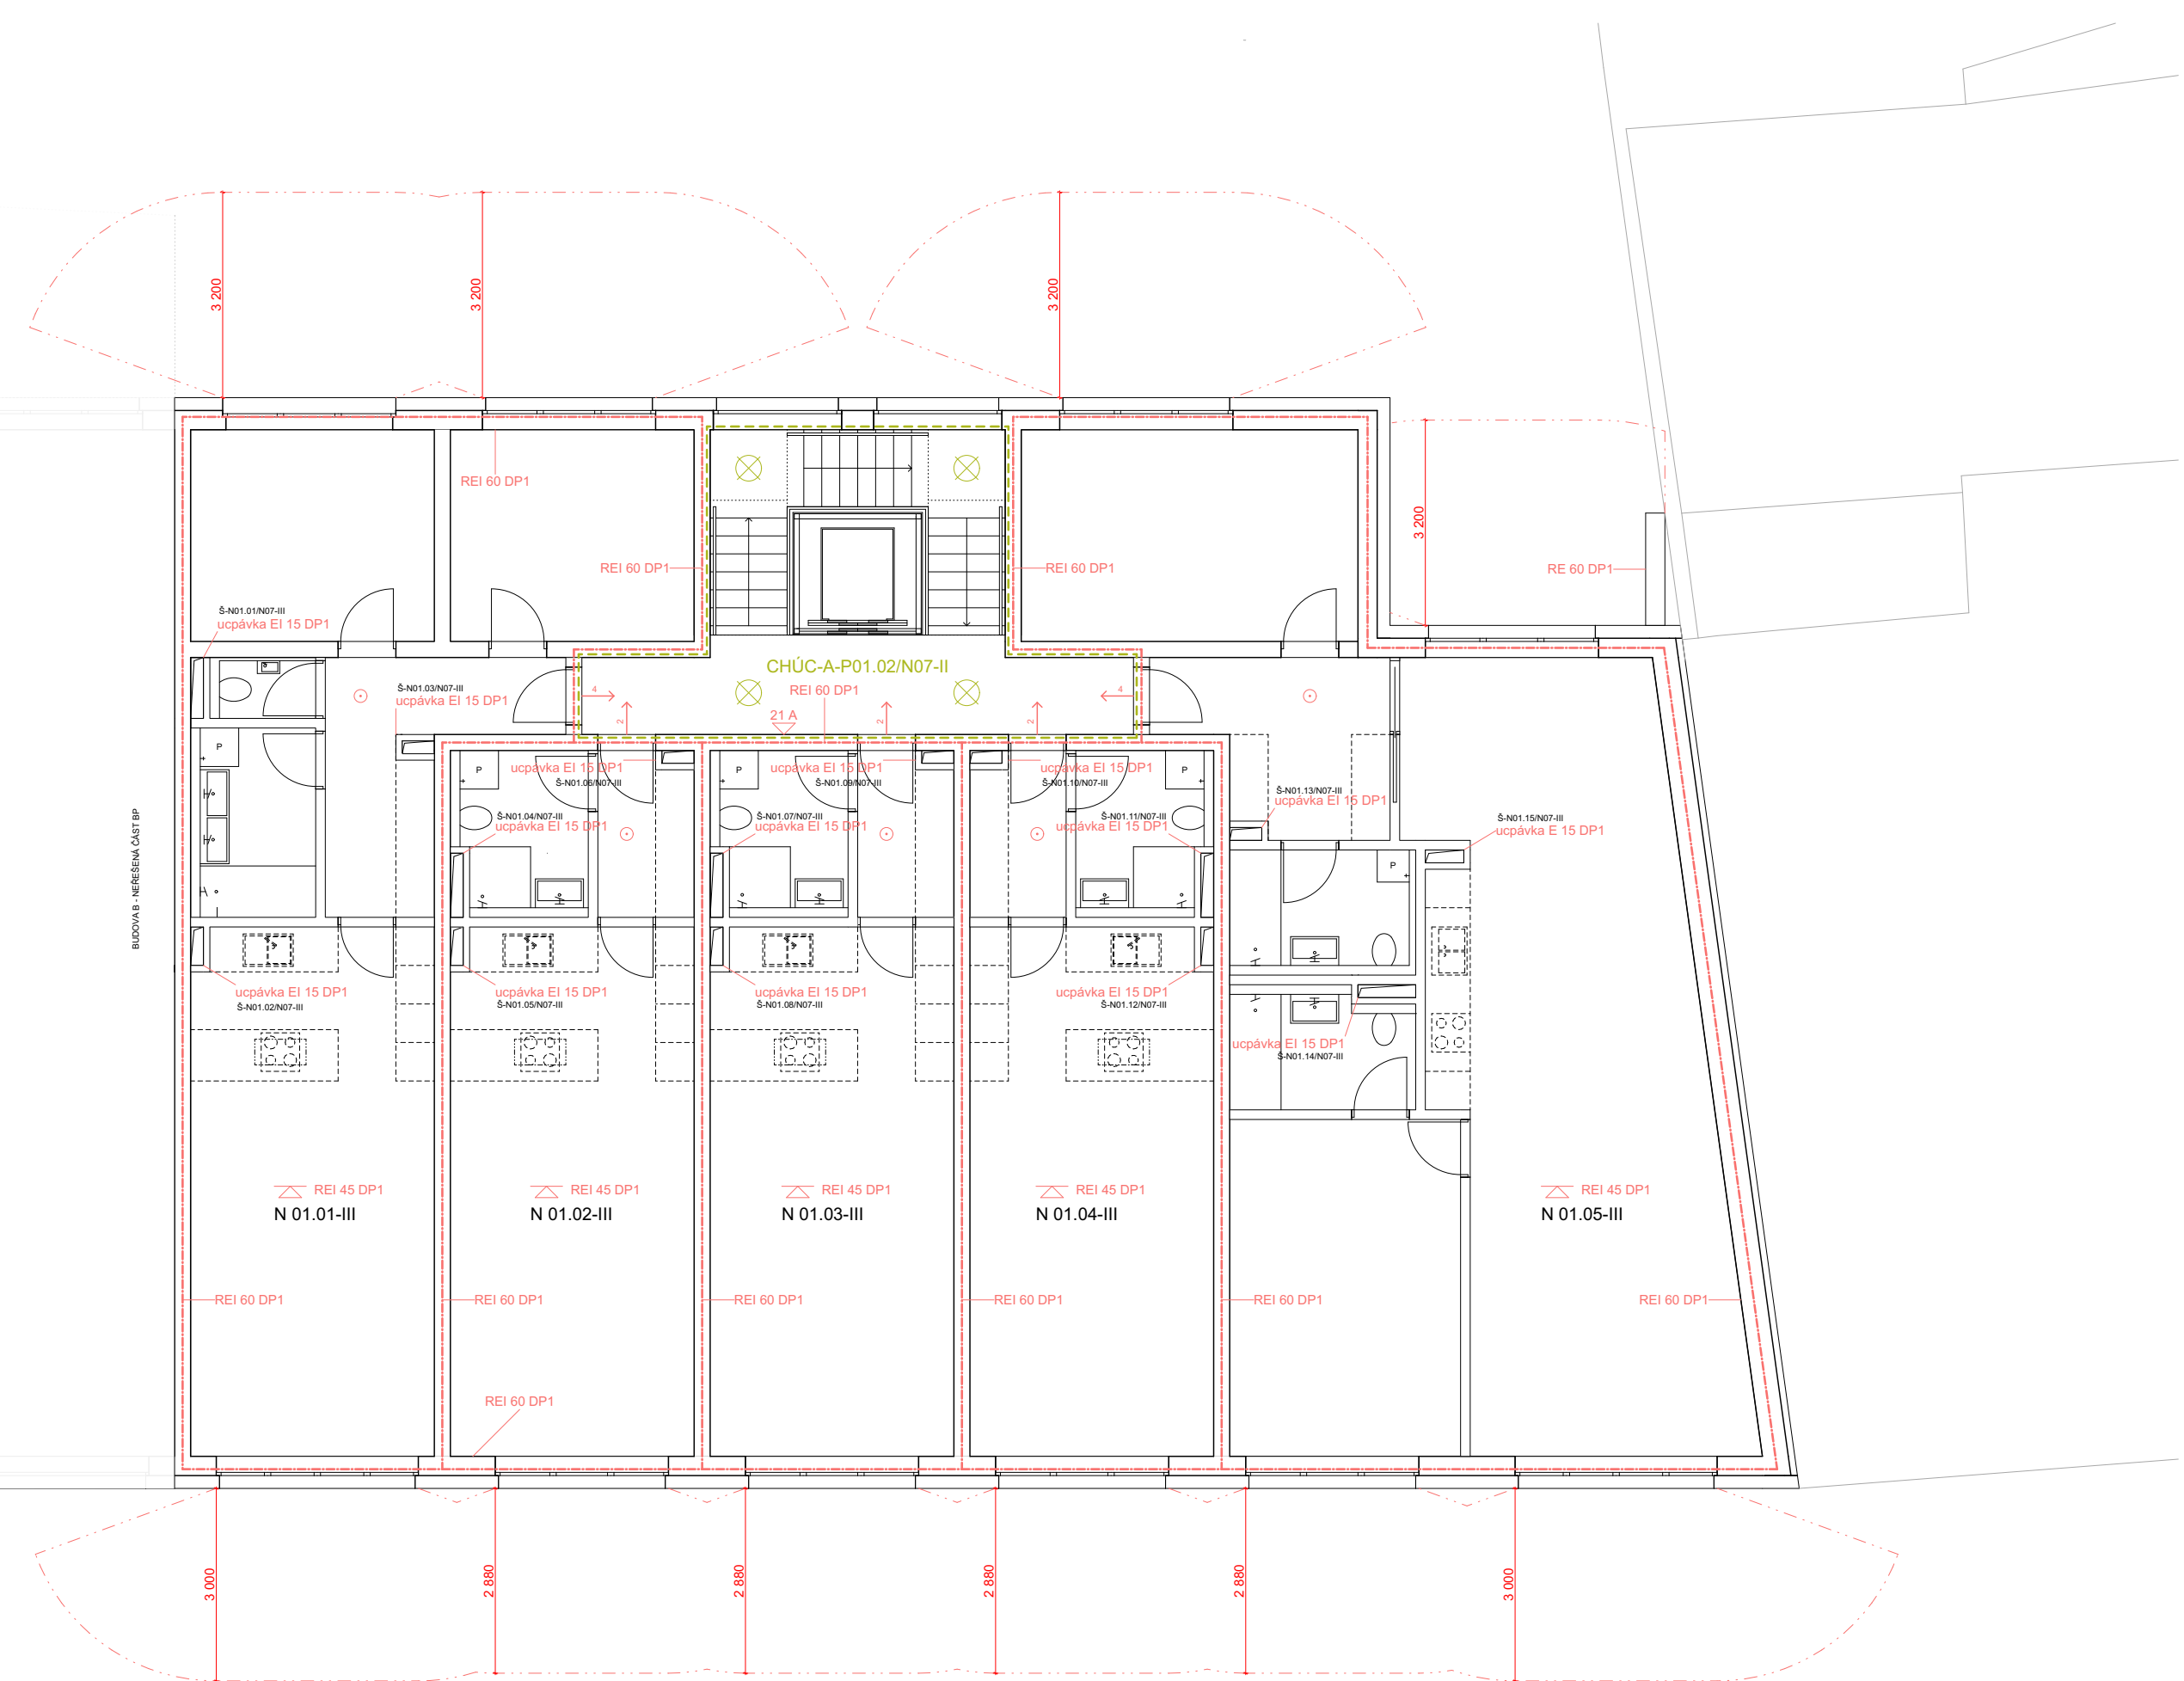 3 200
3 200
3 200
3 200
REI 60 DP1
REI 60 DP1
REI 60 DP1
RE 60 DP1
Š-N01.01/N07-III
ucpávka EI 15 DP1
CHÚC-A-P01.02/N07-II
Š-N01.03/N07-III
ucpávka EI 15 DP1
REI 60 DP1
4
4
21 A
2
2
2
P
P
P
P
P
ucpávka EI 15 DP1
Š-N01.06/N07-III
ucpávka EI 15 DP1
Š-N01.09/N07-III
ucpávka EI 15 DP1
Š-N01.10/N07-III
Š-N01.13/N07-III
ucpávka EI 15 DP1
Š-N01.04/N07-III
ucpávka EI 15 DP1
Š-N01.07/N07-III
ucpávka EI 15 DP1
Š-N01.11/N07-III
ucpávka EI 15 DP1
Š-N01.15/N07-III
ucpávka E 15 DP1
BUDOVA B - NEŘEŠENÁ ČÁST BP
ucpávka EI 15 DP1
Š-N01.02/N07-III
ucpávka EI 15 DP1
Š-N01.05/N07-III
ucpávka EI 15 DP1
Š-N01.08/N07-III
ucpávka EI 15 DP1
Š-N01.12/N07-III
ucpávka EI 15 DP1
Š-N01.14/N07-III
REI 45 DP1
N 01.01-III
REI 45 DP1
N 01.02-III
REI 45 DP1
N 01.03-III
REI 45 DP1
N 01.04-III
REI 45 DP1
N 01.05-III
REI 60 DP1
REI 60 DP1
REI 60 DP1
REI 60 DP1
REI 60 DP1
REI 60 DP1
REI 60 DP1
3 000
2 880
2 880
2 880
2 880
3 000